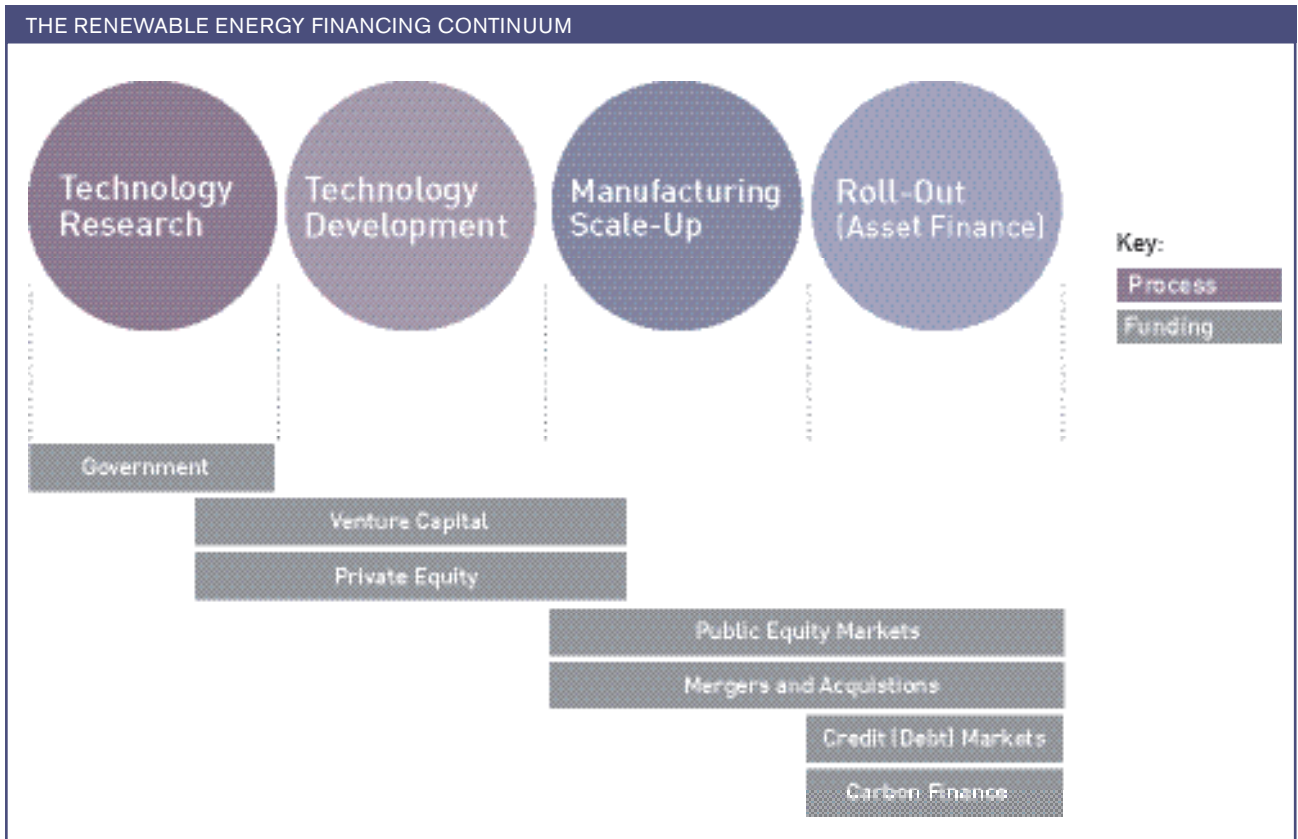 THE RENEWABLE ENERGY FINANCING CONTINUUM
Technology
Research
Technology
Development
Manufacturing
Scale-Up
Roll-Out
(Asset Finance)
Key:
Process
Funding
Government
Venture Capital
Private Equity
Public Equity Markets
Mergers and Acquistions
Credit (Debt) Markets
Carbon Finance